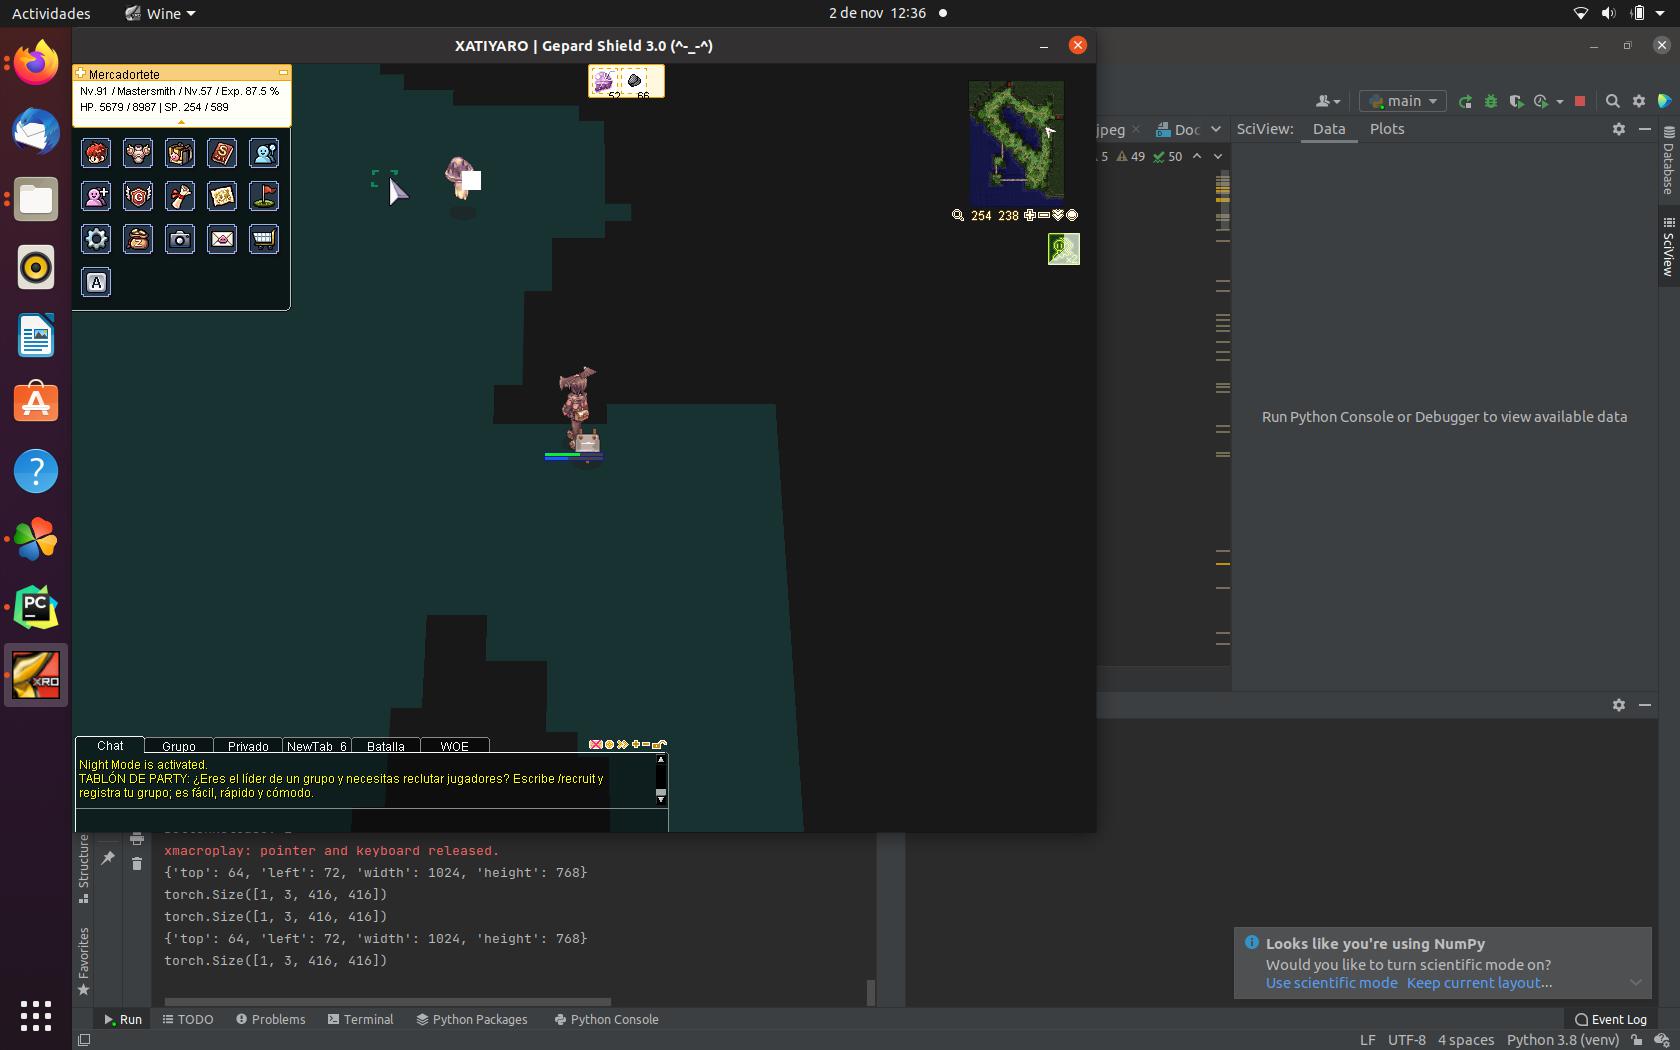 Actividades
Wine
2 de nov 12:36
XATIYARO | Gepard Shield 3.0 (^-_-^)
Mercadortete
Nv.91 / Mastersmith / Nv.57 / Exp. 87.5 %
HP. 5679 / 8987 | SP. 254 / 589
52 66
254 238
x2
A
main
jpeg
Doc
SciView: Data Plots
5 49 50
Database
SciView
Run Python Console or Debugger to view available data
PC
XRO
Chat Grupo Privado NewTab_6 Batalla WOE
Night Mode is activated.
TABLÓN DE PARTY: ¿Eres el líder de un grupo y necesitas reclutar jugadores? Escribe /recruit y
registra tu grupo; es fácil, rápido y cómodo.
xmacroplay: pointer and keyboard released.
{'top': 64, 'left': 72, 'width': 1024, 'height': 768}
torch.Size([1, 3, 416, 416])
torch.Size([1, 3, 416, 416])
{'top': 64, 'left': 72, 'width': 1024, 'height': 768}
torch.Size([1, 3, 416, 416])
Structure
Favorites
Looks like you're using NumPy
Would you like to turn scientific mode on?
Use scientific mode Keep current layout...
Run TODO Problems Terminal Python Packages Python Console
Event Log
LF UTF-8 4 spaces Python 3.8 (venv)